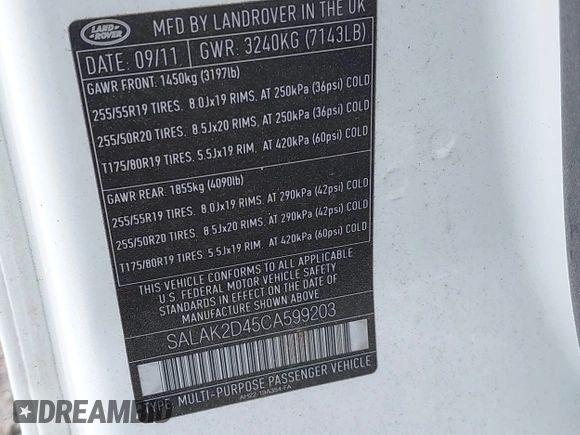 LAND
ROVER
MFD BY LANDROVER IN THE UK
DATE: 09/11 GWR: 3240KG (7143LB)
GAWR FRONT: 1450kg (3197lb)
255/55R19 TIRES. 8.0Jx19 RIMS. AT 250kPa (36psi) COLD
255/50R20 TIRES. 8.5Jx20 RIMS. AT 250kPa (36psi) COLD
T175/80R19 TIRES. 5.5Jx19 RIM. AT 420kPa (60psi) COLD
GAWR REAR: 1855kg (4090lb)
255/55R19 TIRES. 8.0Jx19 RIMS. AT 290kPa (42psi) COLD
255/50R20 TIRES. 8.5Jx20 RIMS. AT 290kPa (42psi) COLD
T175/80R19 TIRES. 5.5Jx19 RIM. AT 420kPa (60psi) COLD
THIS VEHICLE CONFORMS TO ALL APPLICABLE
U.S. FEDERAL MOTOR VEHICLE SAFETY
STANDARDS IN EFFECT ON THE DATE OF
MANUFACTURE SHOWN ABOVE.
SALAK2D45CA599203
TYPE: MULTI-PURPOSE PASSENGER VEHICLE
AH22-19A354-FA
DREAMBID